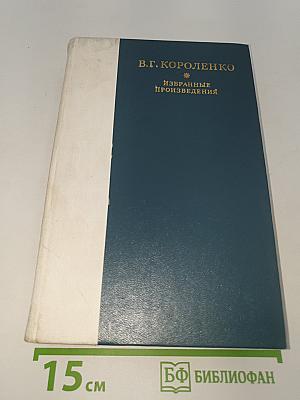 В.Г. КОРОЛЕНКО
ИЗБРАННЫЕ
ПРОИЗВЕДЕНИЯ
15 см
БФ БИБЛИОФАН